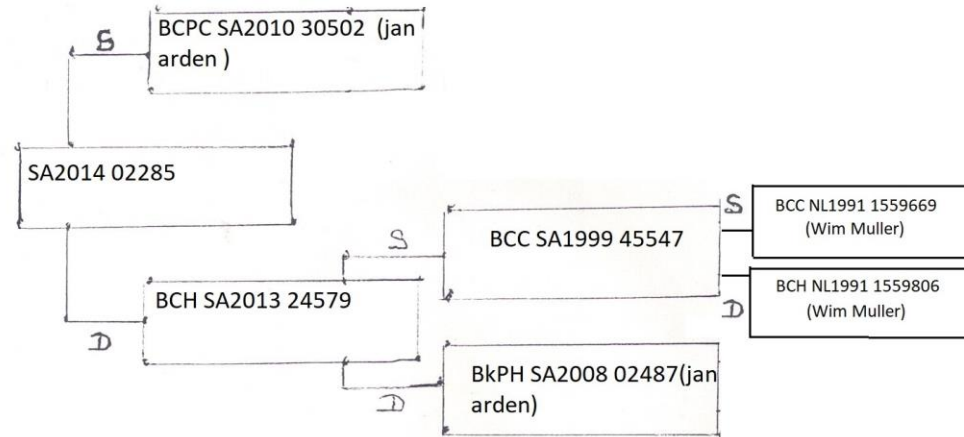 S
BCPC SA2010 30502 (jan
arden )
SA2014 02285
D
BCH SA2013 24579
S
BCC SA1999 45547
S
BCC NL1991 1559669
(Wim Muller)
D
BCH NL1991 1559806
(Wim Muller)
D
BkPH SA2008 02487(jan
arden)